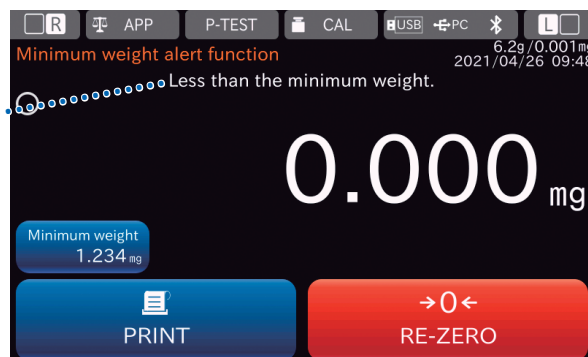 R APP P-TEST CAL USB PC L
Minimum weight alert function
6.2g/0.001mg
2021/04/26 09:48
Less than the minimum weight.
0.000 mg
Minimum weight
1.234 mg
→0←
PRINT RE-ZERO